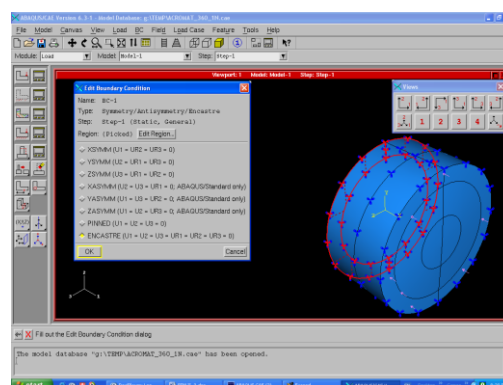 ABAQUS/CAE Version 6.3-1 - Model Database: g:\TEMP\ACROMAT_360_1N.cae
File Model Canvas View Load BC Field Load Case Feature Tools Help
Module: Load Model: Model-1 Step: Step-1
Viewport: 1 Model: Model-1 Step: Step-1
Edit Boundary Condition
Name: BC-1
Type: Symmetry/Antisymmetry/Encastre
Step: Step-1 (Static, General)
Region: (Picked) Edit Region...
XSYMM (U1 = UR2 = UR3 = 0)
YSYMM (U2 = UR1 = UR3 = 0)
ZSYMM (U3 = UR1 = UR2 = 0)
XASYMM (U2 = U3 = UR1 = 0; ABAQUS/Standard only)
YASYMM (U1 = U3 = UR2 = 0; ABAQUS/Standard only)
ZASYMM (U1 = U2 = UR3 = 0; ABAQUS/Standard only)
PINNED (U1 = U2 = U3 = 0)
ENCASTRE (U1 = U2 = U3 = UR1 = UR2 = UR3 = 0)
OK Cancel
Views
1 2 3 4
Fill out the Edit Boundary Condition dialog
The model database "g:\TEMP\ACROMAT_360_1N.cae" has been opened.
start